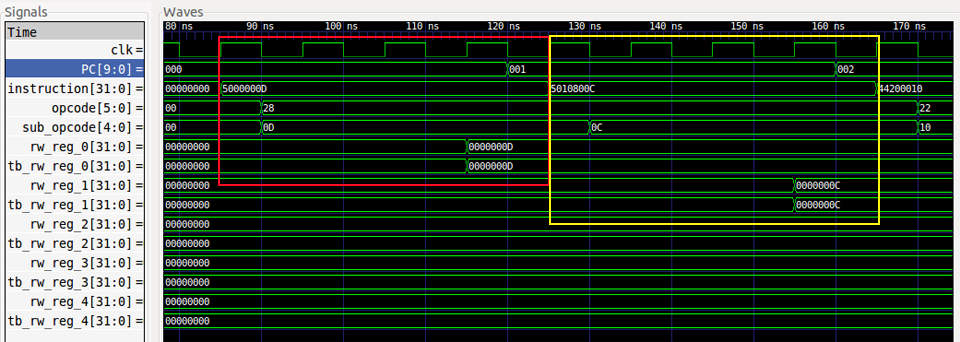 Signals
Waves
Time
80 ns 90 ns 100 ns 110 ns 120 ns 130 ns 140 ns 150 ns 160 ns 170 ns
clk =
PC[9:0] = 000 001 002
instruction[31:0] = 00000000 5000000D 5010800C 44200010
opcode[5:0] = 00 28 22
sub_opcode[4:0] = 00 0D 0C 10
rw_reg_0[31:0] = 00000000 0000000D
tb_rw_reg_0[31:0] = 00000000 0000000D
rw_reg_1[31:0] = 00000000 0000000C
tb_rw_reg_1[31:0] = 00000000 0000000C
rw_reg_2[31:0] = 00000000
tb_rw_reg_2[31:0] = 00000000
rw_reg_3[31:0] = 00000000
tb_rw_reg_3[31:0] = 00000000
rw_reg_4[31:0] = 00000000
tb_rw_reg_4[31:0] = 00000000